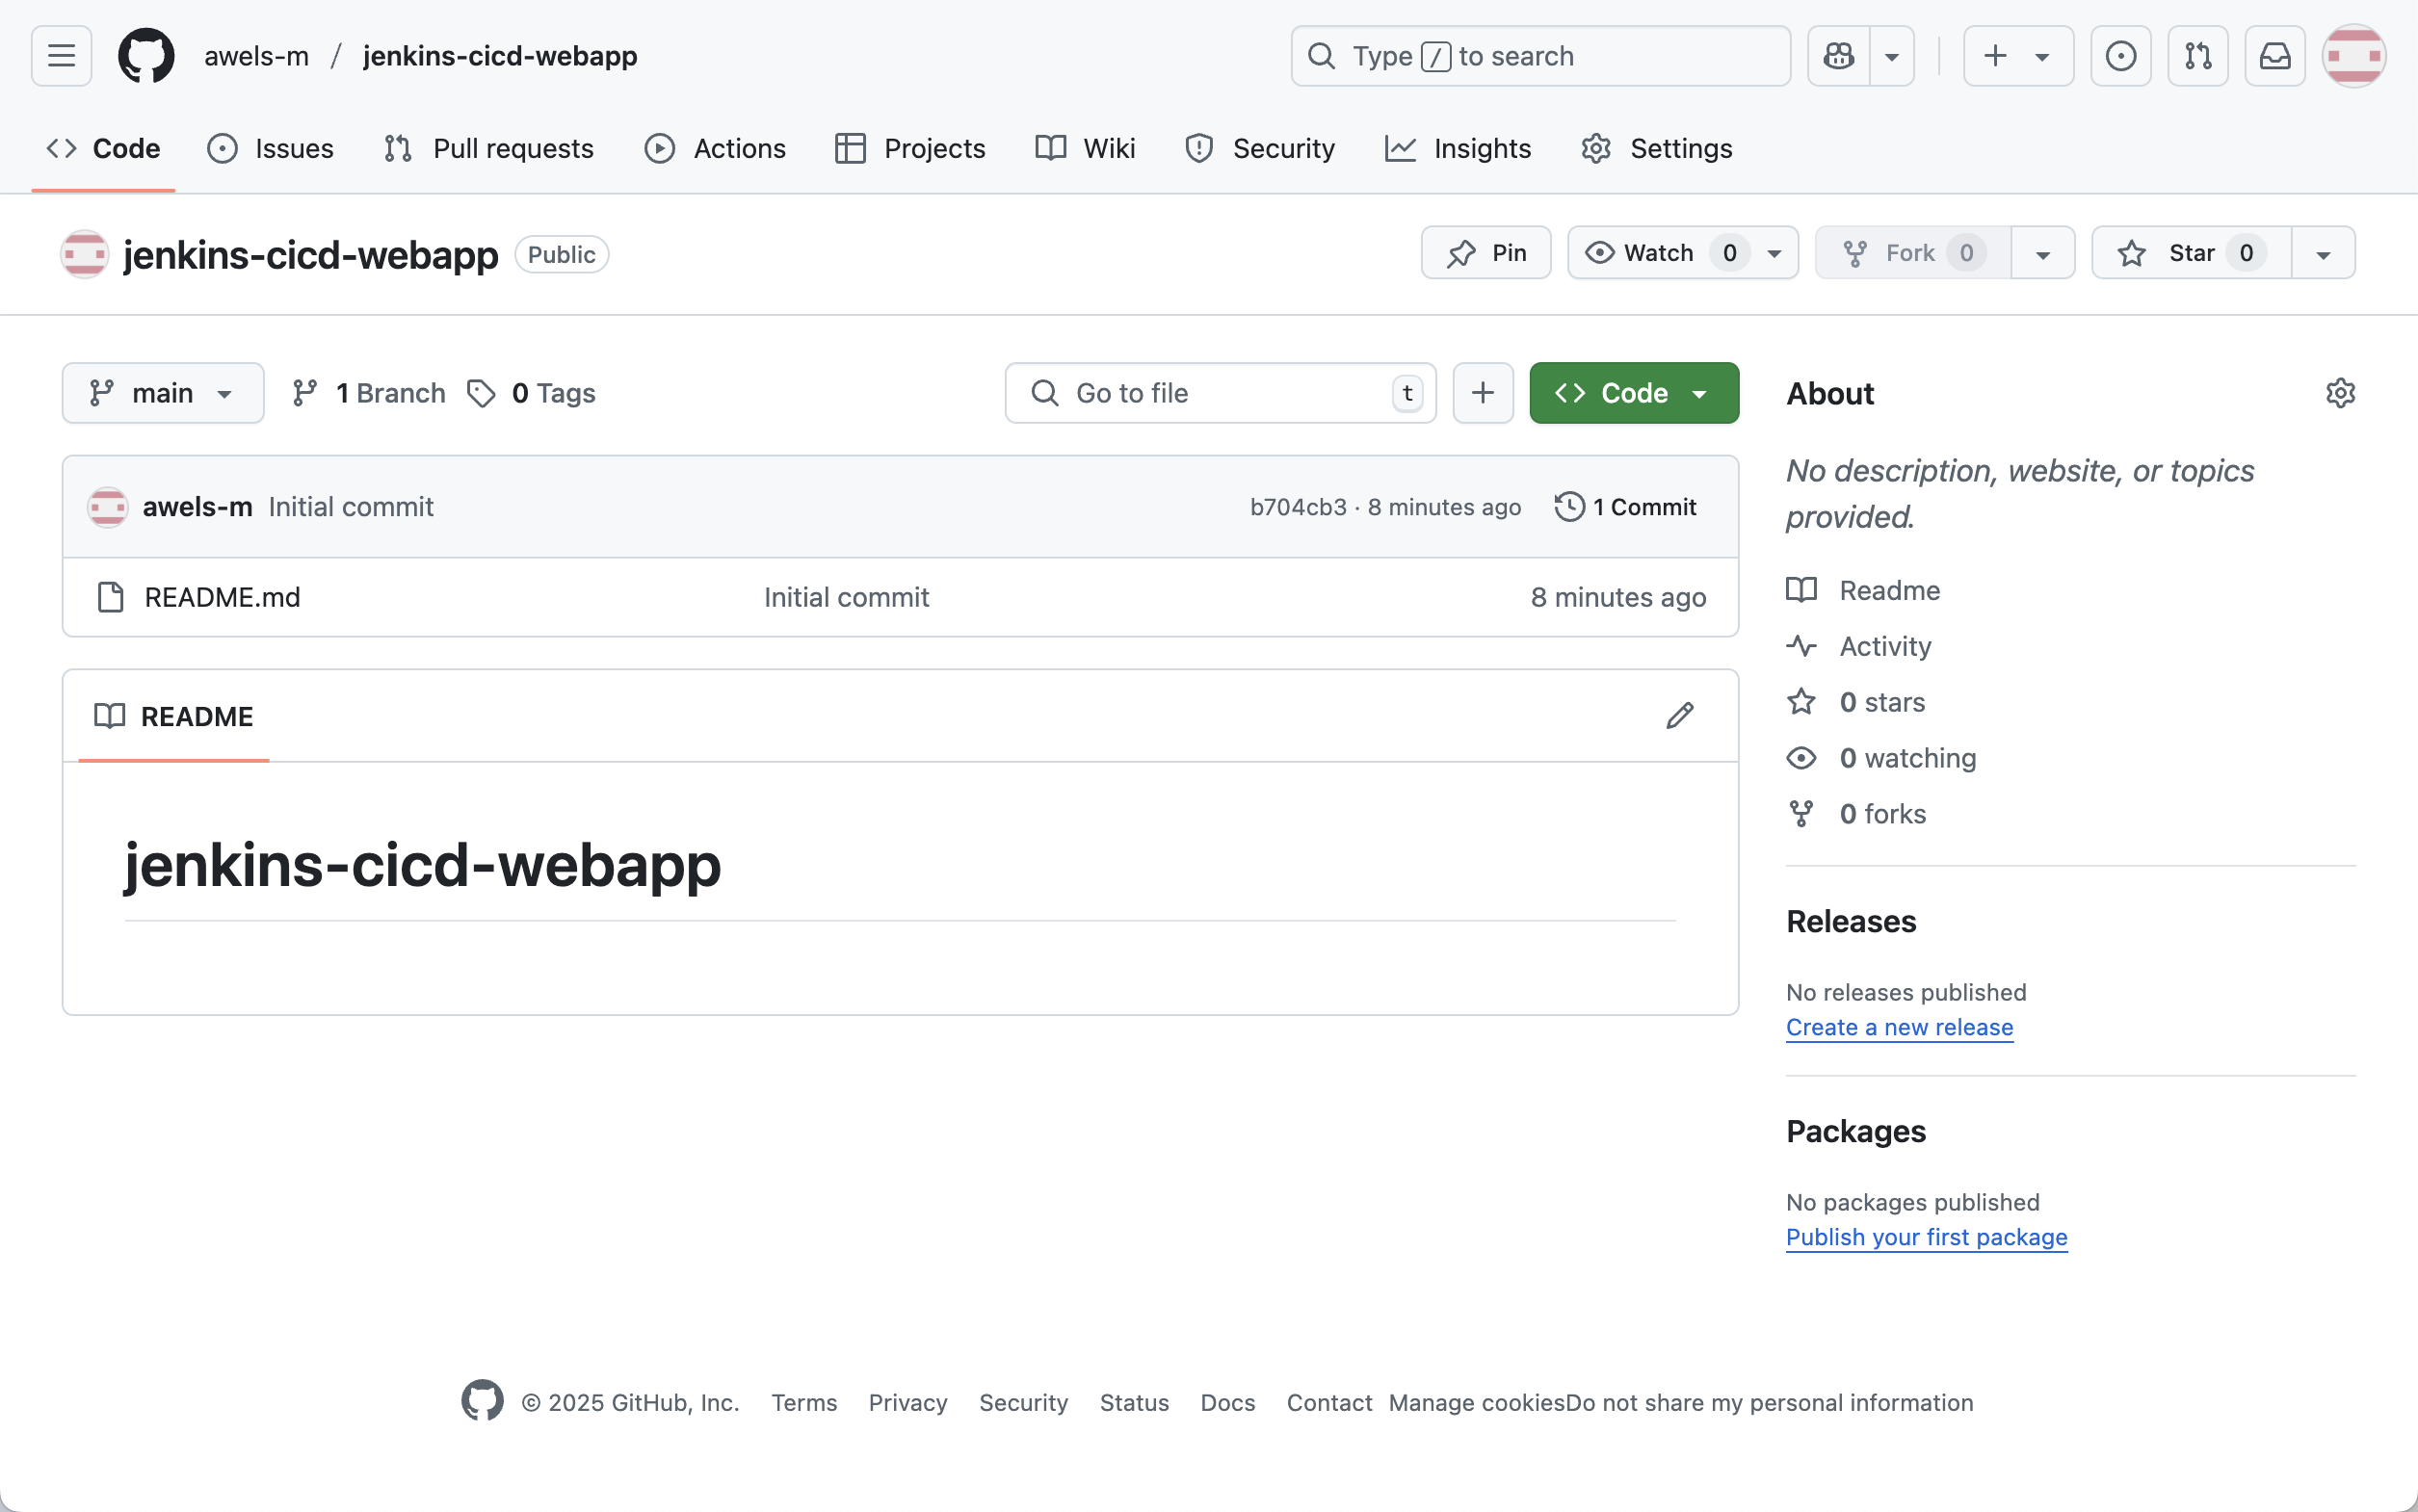 awels-m / jenkins-cicd-webapp Type / to search
Code Issues Pull requests Actions Projects Wiki Security Insights Settings
jenkins-cicd-webapp Public Pin Watch 0 Fork 0 Star 0
main 1 Branch 0 Tags Go to file t Code
awels-m Initial commit b704cb3 · 8 minutes ago 1 Commit
README.md Initial commit 8 minutes ago
README
jenkins-cicd-webapp
About
No description, website, or topics
provided.
Readme
Activity
0 stars
0 watching
0 forks
Releases
No releases published
Create a new release
Packages
No packages published
Publish your first package
© 2025 GitHub, Inc. Terms Privacy Security Status Docs Contact Manage cookies Do not share my personal information